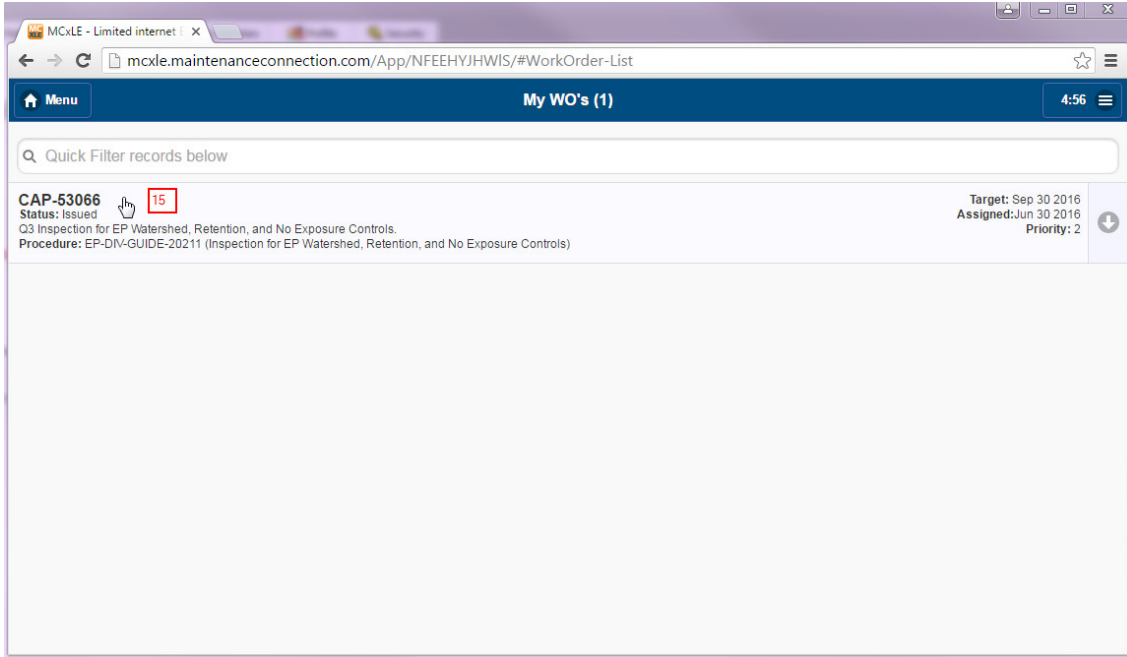 MCxLE - Limited internet
mcxle.maintenanceconnection.com/App/NFEEHYJHWlS/#WorkOrder-List
Menu
My WO's (1)
4:56
Quick Filter records below
CAP-53066
15
Status: Issued
Q3 Inspection for EP Watershed, Retention, and No Exposure Controls.
Procedure: EP-DIV-GUIDE-20211 (Inspection for EP Watershed, Retention, and No Exposure Controls)
Target: Sep 30 2016
Assigned:Jun 30 2016
Priority: 2